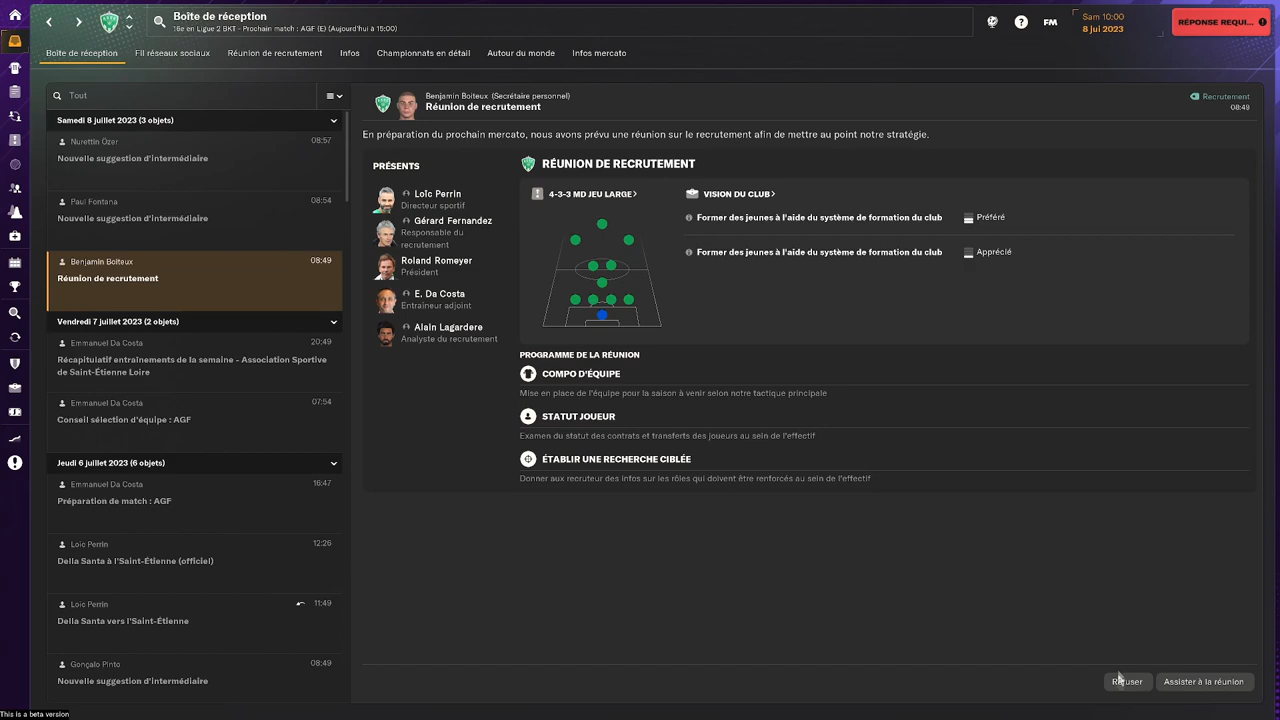 Boîte de réception
16e en Ligue 2 BKT - Prochain match : AGF (E) (Aujourd'hui à 15:00)
FM
Sam 10:00
8 jul 2023
RÉPONSE REQUI...
Boîte de réception
Fil réseaux sociaux
Réunion de recrutement
Infos
Championnats en détail
Autour du monde
Infos mercato
Tout
Samedi 8 juillet 2023 (3 objets)
Nurettin Özer 08:57
Nouvelle suggestion d'intermédiaire
Paul Fontana 08:54
Nouvelle suggestion d'intermédiaire
Benjamin Boiteux 08:49
Réunion de recrutement
Vendredi 7 juillet 2023 (2 objets)
Emmanuel Da Costa 20:49
Récapitulatif entraînements de la semaine - Association Sportive
de Saint-Étienne Loire
Emmanuel Da Costa 07:54
Conseil sélection d'équipe : AGF
Jeudi 6 juillet 2023 (6 objets)
Emmanuel Da Costa 16:47
Préparation de match : AGF
Loïc Perrin 12:26
Della Santa à l'Saint-Étienne (officiel)
Loïc Perrin 11:49
Della Santa vers l'Saint-Étienne
Gonçalo Pinto 08:49
Nouvelle suggestion d'intermédiaire
Benjamin Boiteux (Secrétaire personnel)
Réunion de recrutement
Recrutement
08:49
En préparation du prochain mercato, nous avons prévu une réunion sur le recrutement afin de mettre au point notre stratégie.
PRÉSENTS
Loïc Perrin
Directeur sportif
Gérard Fernandez
Responsable du
recrutement
Roland Romeyer
Président
E. Da Costa
Entraîneur adjoint
Alain Lagardere
Analyste du recrutement
RÉUNION DE RECRUTEMENT
4-3-3 MD JEU LARGE>
VISION DU CLUB>
Former des jeunes à l'aide du système de formation du club Préféré
Former des jeunes à l'aide du système de formation du club Apprécié
PROGRAMME DE LA RÉUNION
COMPO D'ÉQUIPE
Mise en place de l'équipe pour la saison à venir selon notre tactique principale
STATUT JOUEUR
Examen du statut des contrats et transferts des joueurs au sein de l'effectif
ÉTABLIR UNE RECHERCHE CIBLÉE
Donner aux recruteur des infos sur les rôles qui doivent être renforcés au sein de l'effectif
Refuser
Assister à la réunion
This is a beta version